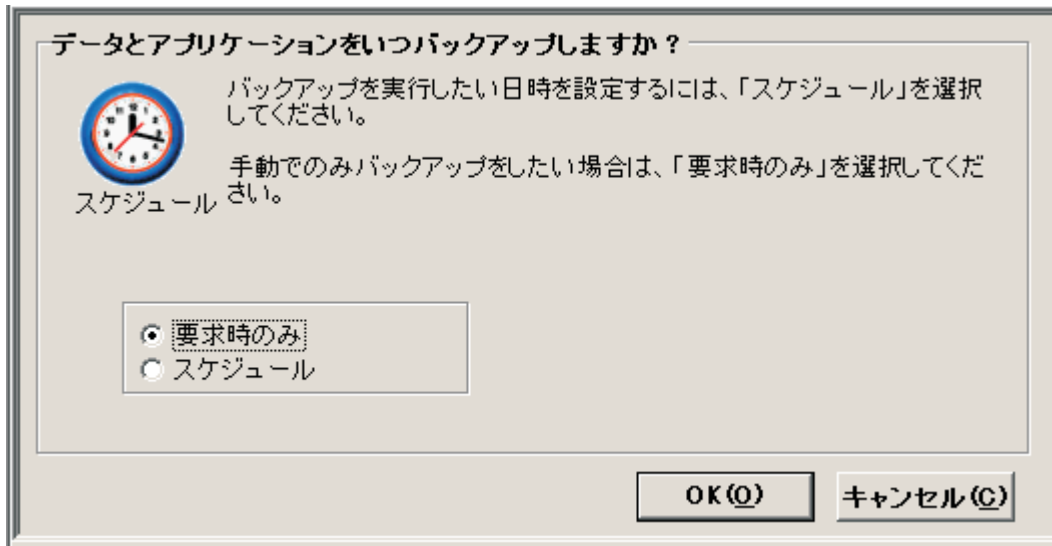 データとアプリケーションをいつバックアップしますか？
バックアップを実行したい日時を設定するには、「スケジュール」を選択
してください。
手動でのみバックアップをしたい場合は、「要求時のみ」を選択してくだ
さい。
スケジュール
要求時のみ
スケジュール
OK(O)
キャンセル(C)